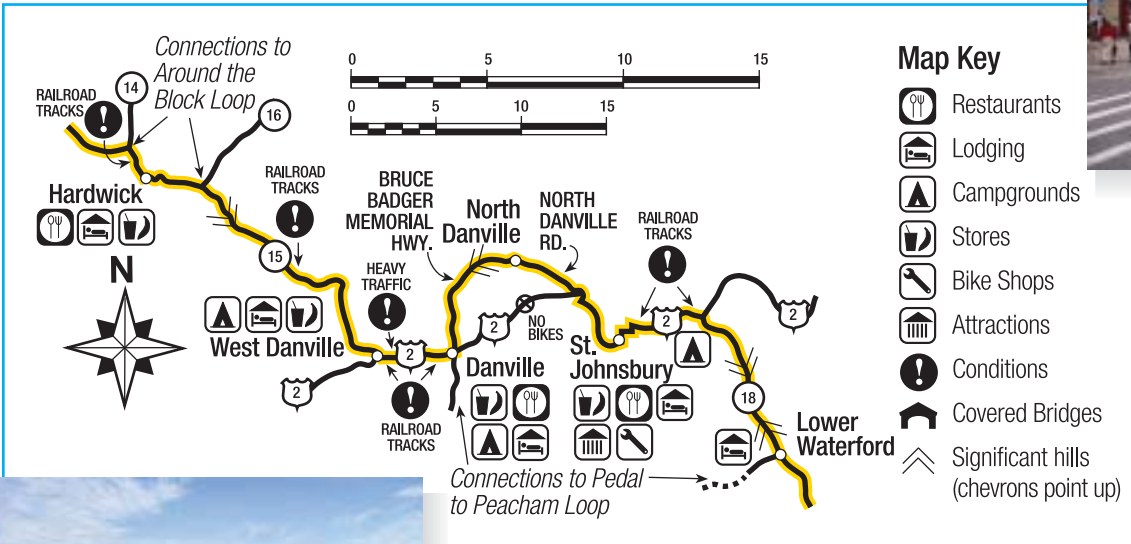 Connections to
Around the
Block Loop
RAILROAD
TRACKS
14
16
0 5 10 15
0 5 10 15
Hardwick
RAILROAD
TRACKS
15
N
BRUCE
BADGER
MEMORIAL
HWY.
North
Danville
NORTH
DANVILLE
RD.
RAILROAD
TRACKS
HEAVY
TRAFFIC
West Danville
2
2
RAILROAD
TRACKS
2
NO
BIKES
Danville
St.
Johnsbury
2
2
18
Lower
Waterford
Connections to Pedal
to Peacham Loop
Map Key
Restaurants
Lodging
Campgrounds
Stores
Bike Shops
Attractions
Conditions
Covered Bridges
Significant hills
(chevrons point up)